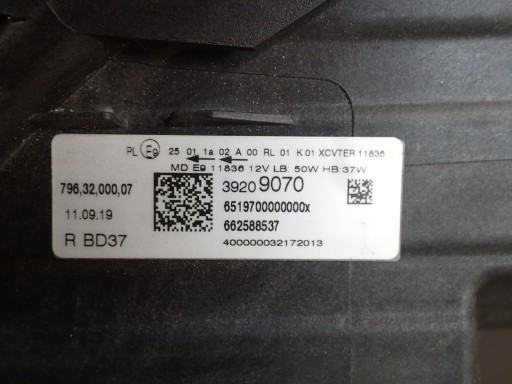 PL E9 25 01 1a 02 A 00 RL 01 K 01 XCVTER 11836
MD E9 11836 12V LB: 50W HB:37W
796,32,000,07
3920 9070
11.09.19
6519700000000x
R BD37
662588537
400000032172013